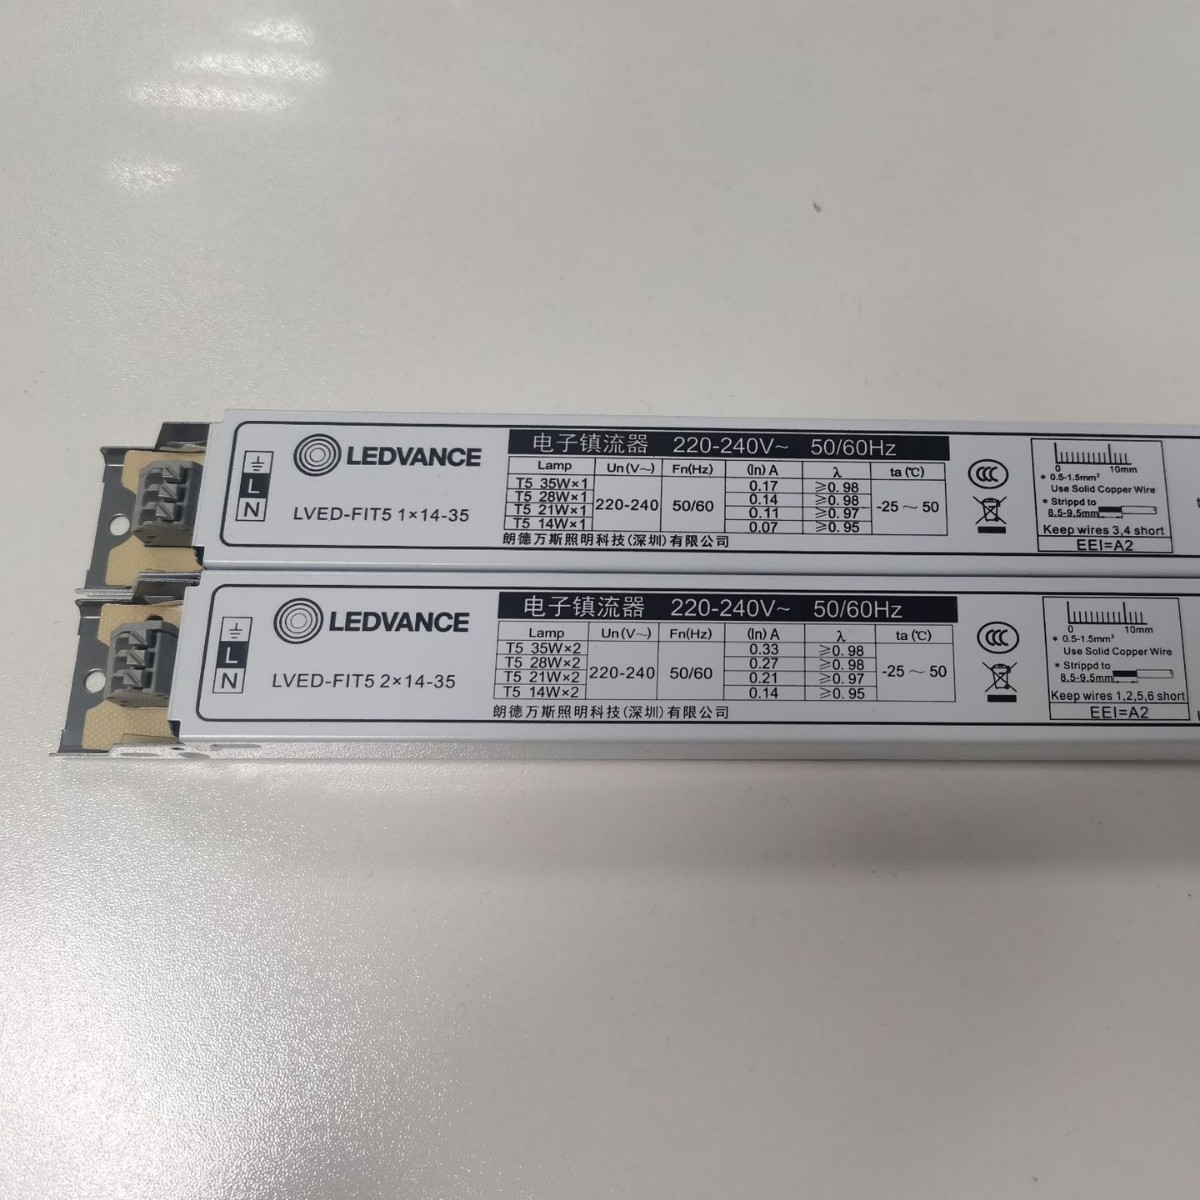 LEDVANCE
LVED-FIT5 1×14-35
L
N
电子镇流器 220-240V~ 50/60Hz
Lamp Un(V~) Fn(Hz) (In) A λ ta (℃)
T5 35W×1 0.17 ≥0.98
T5 28W×1 0.14 ≥0.98
220-240 50/60 -25~50
T5 21W×1 0.11 ≥0.97
T5 14W×1 0.07 ≥0.95
朗德万斯照明科技(深圳)有限公司
CCC
0 10mm
* 0.5-1.5mm²
Use Solid Copper Wire
* Strippd to
8.5-9.5mm
Keep wires 3,4 short
EEI=A2
LEDVANCE
LVED-FIT5 2×14-35
L
N
电子镇流器 220-240V~ 50/60Hz
Lamp Un(V~) Fn(Hz) (In) A λ ta (℃)
T5 35W×2 0.33 ≥0.98
T5 28W×2 0.27 ≥0.98
220-240 50/60 -25~50
T5 21W×2 0.21 ≥0.97
T5 14W×2 0.14 ≥0.95
朗德万斯照明科技(深圳)有限公司
CCC
0 10mm
* 0.5-1.5mm²
Use Solid Copper Wire
* Strippd to
8.5-9.5mm
Keep wires 1,2,5,6 short
EEI=A2